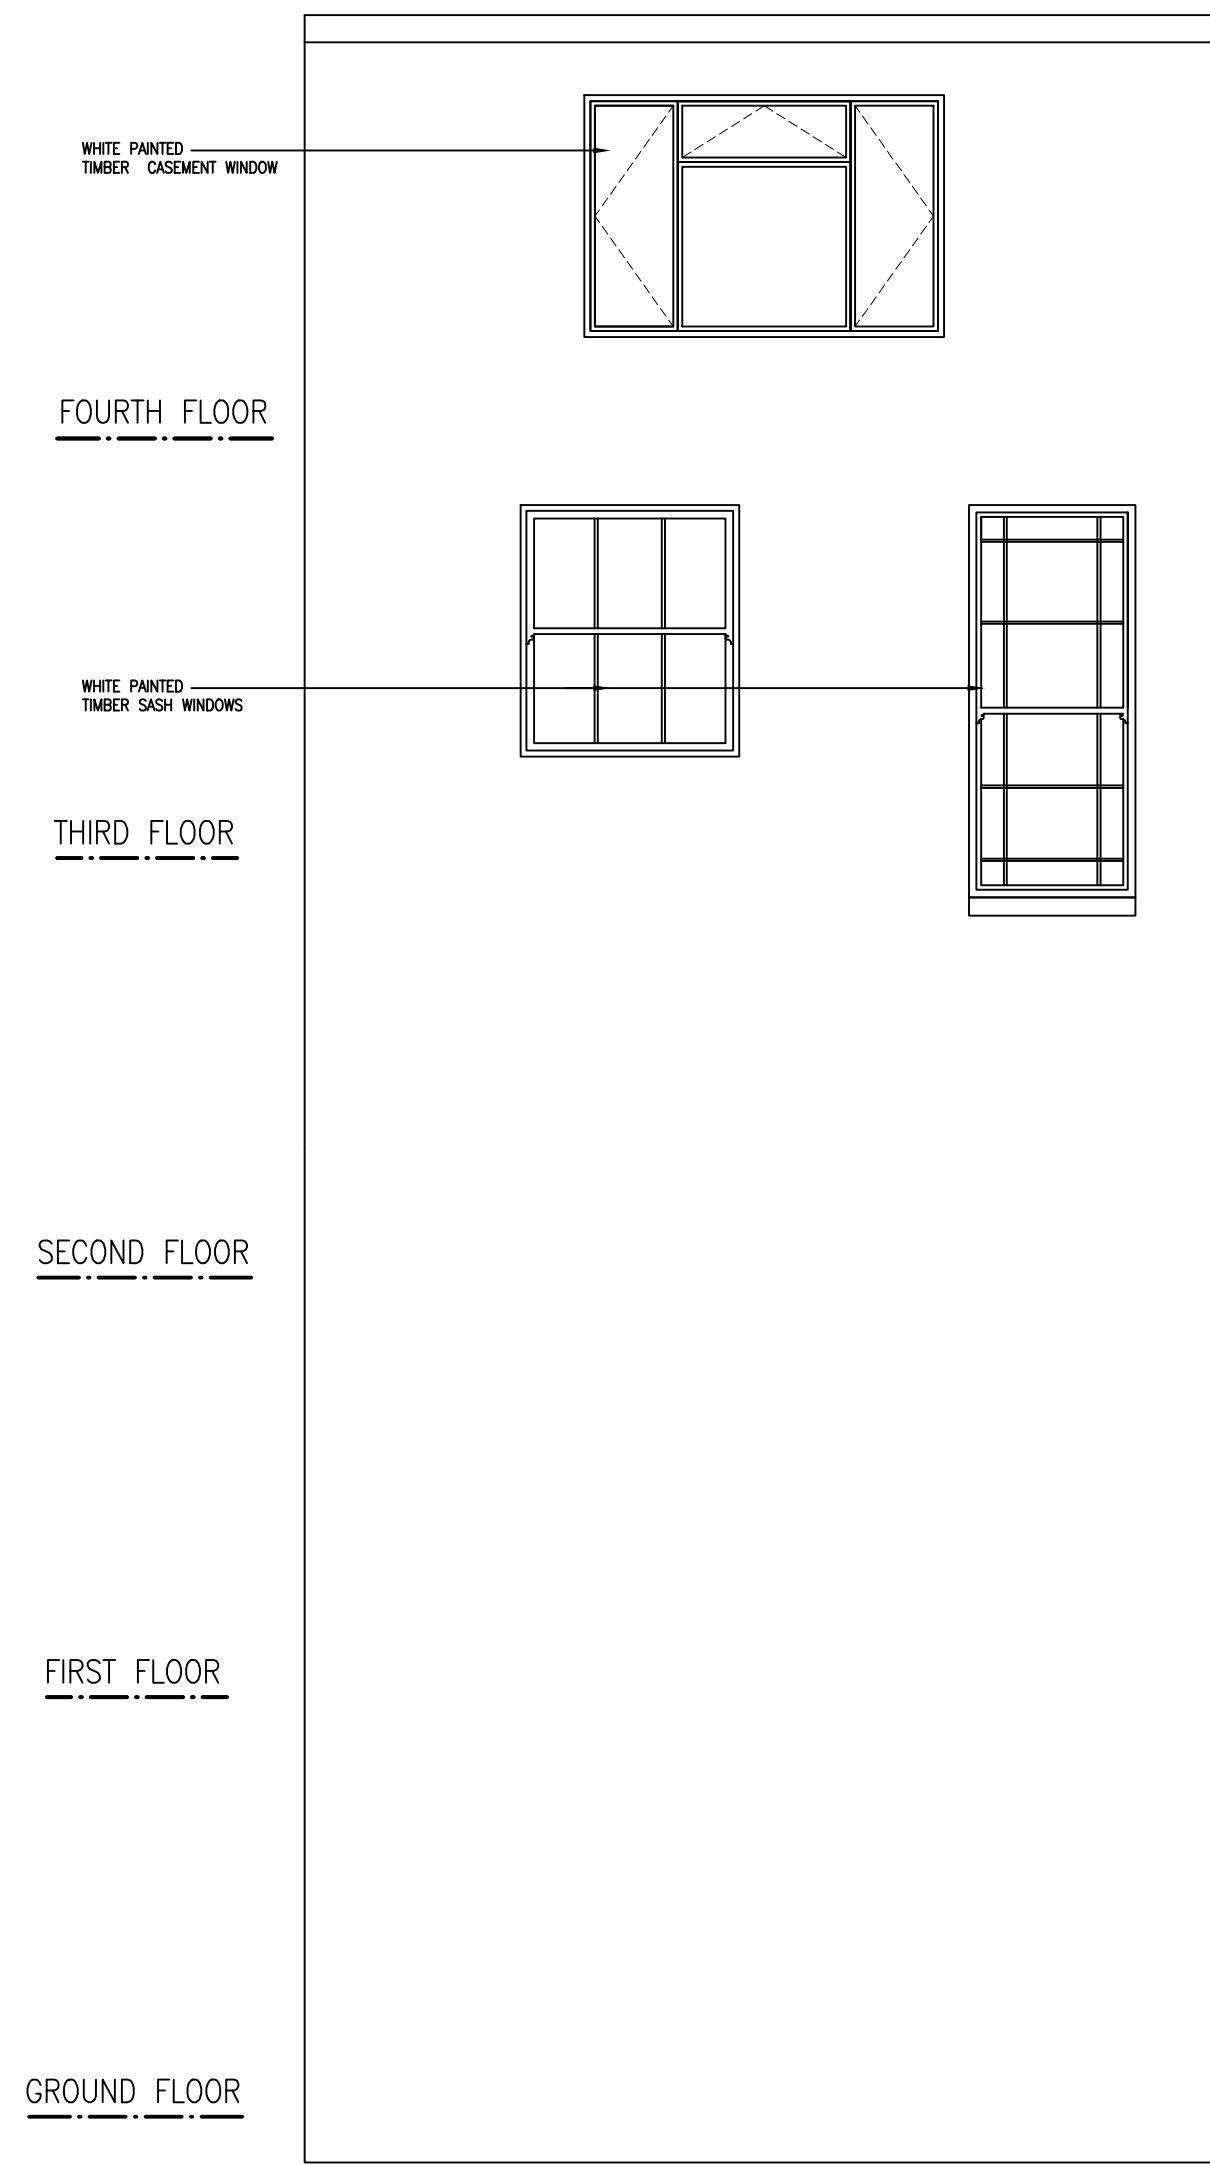 WHITE PAINTED
TIMBER CASEMENT WINDOW
FOURTH FLOOR
WHITE PAINTED
TIMBER SASH WINDOWS
THIRD FLOOR
SECOND FLOOR
FIRST FLOOR
GROUND FLOOR